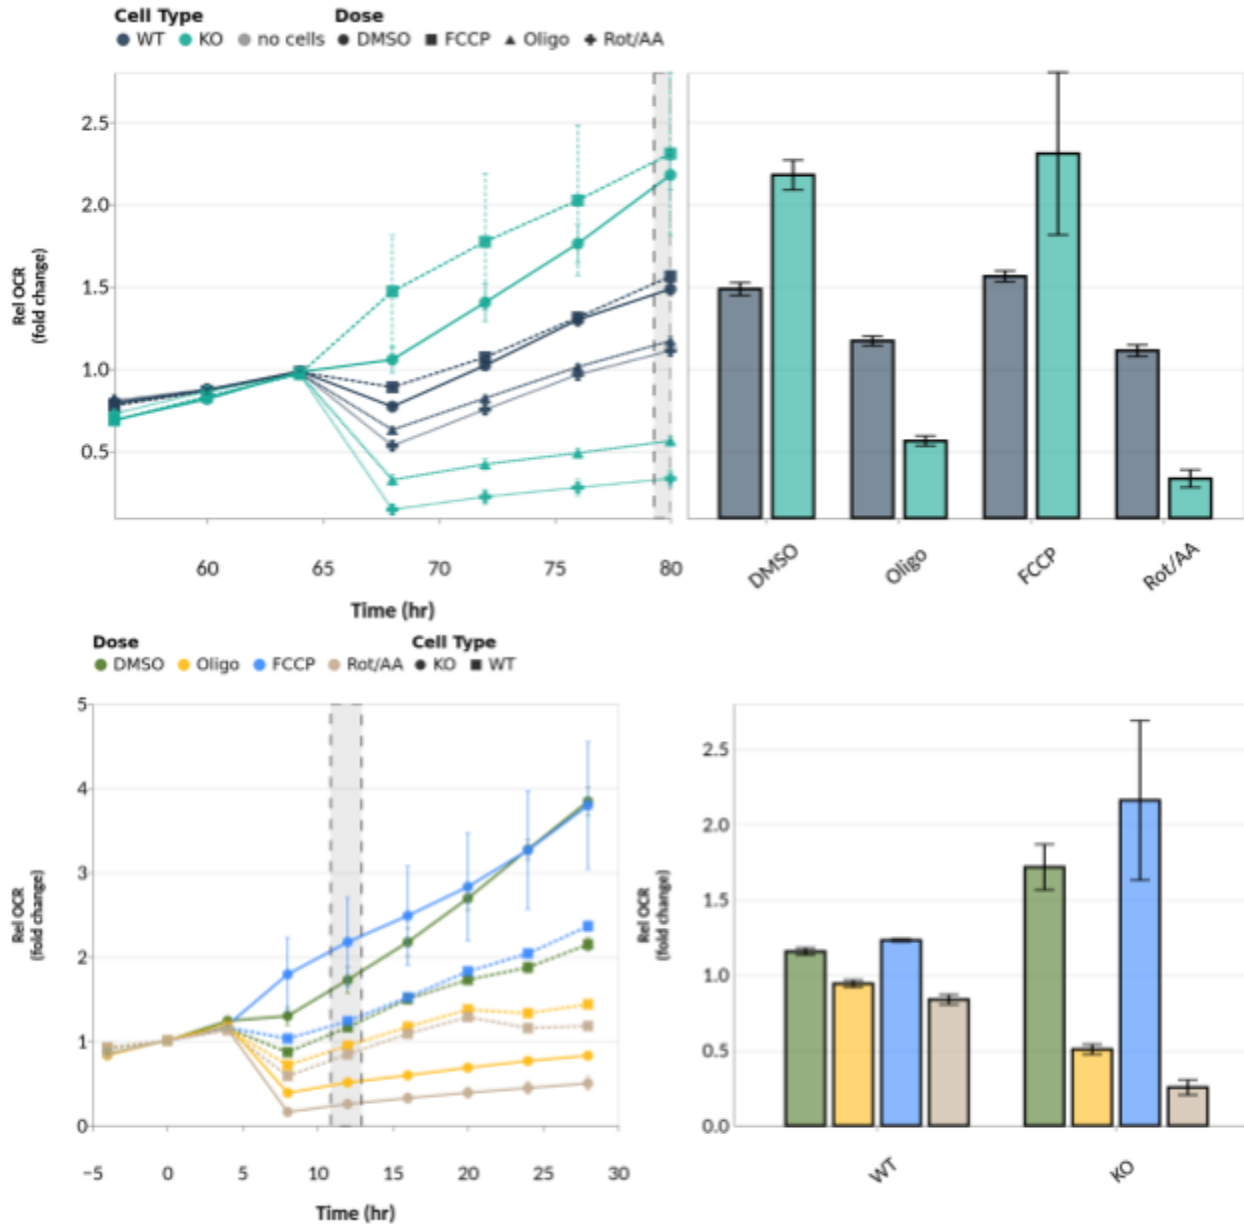 Cell Type Dose
WT KO no cells DMSO FCCP Oligo Rot/AA
Rel OCR
(fold change)
2.5
2.0
1.5
1.0
0.5
60 65 70 75 80
Time (hr)
DMSO Oligo FCCP Rot/AA
Dose Cell Type
DMSO Oligo FCCP Rot/AA KO WT
Rel OCR
(fold change)
5
4
3
2
1
0
−5 0 5 10 15 20 25 30
Time (hr)
Rel OCR
(fold change)
2.5
2.0
1.5
1.0
0.5
0.0
WT KO